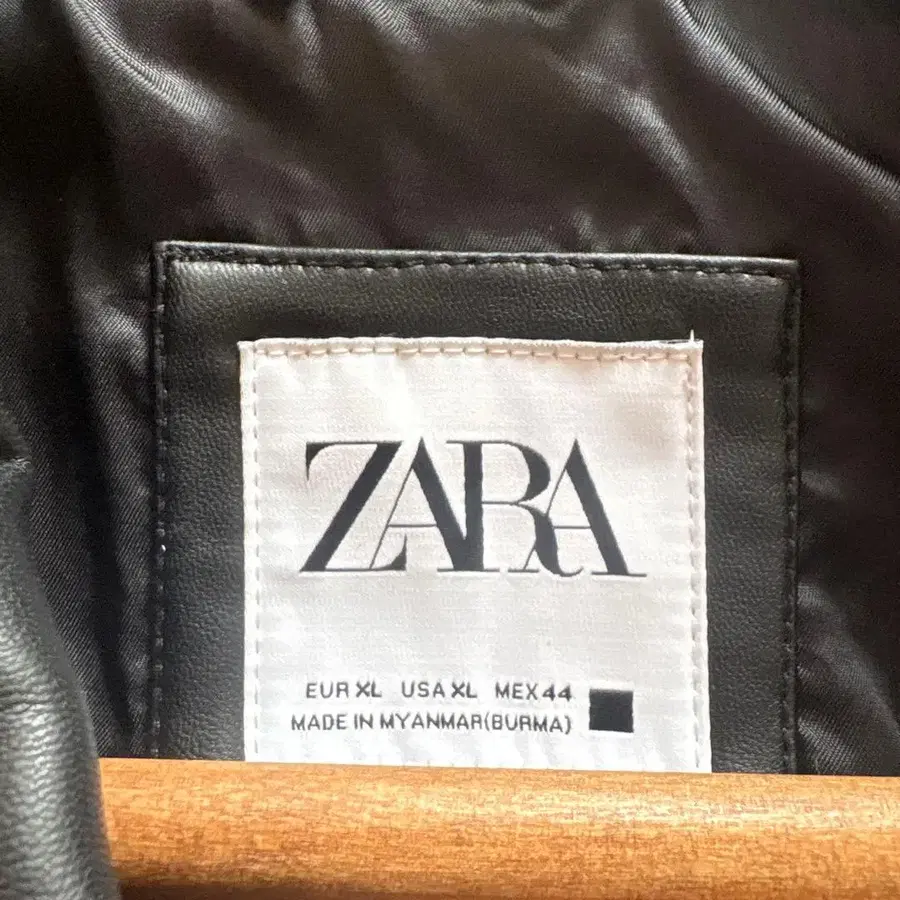 ZARA
EUR XL USA XL MEX 44
MADE IN MYANMAR(BURMA)